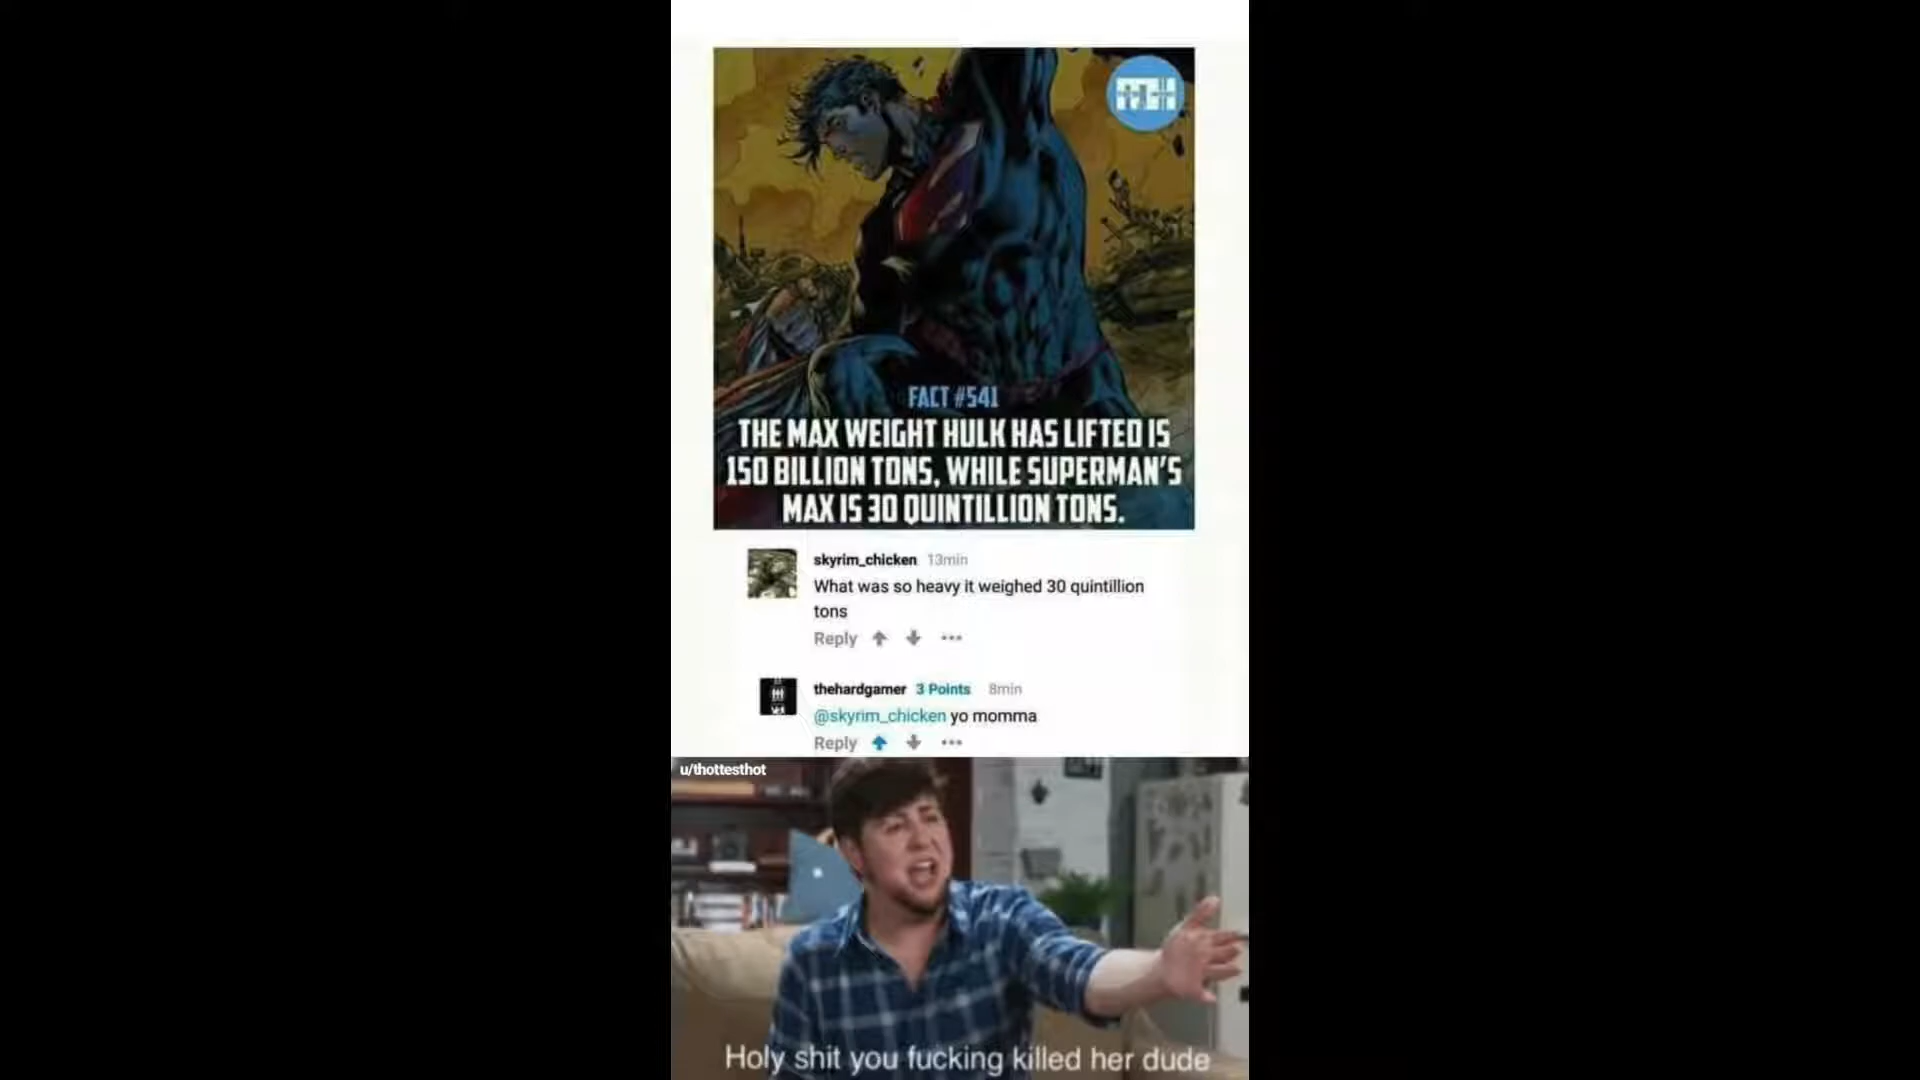 FACT #541
THE MAX WEIGHT HULK HAS LIFTED IS
150 BILLION TONS, WHILE SUPERMAN'S
MAX IS 30 QUINTILLION TONS.
skyrim_chicken 13min
What was so heavy it weighed 30 quintillion
tons
Reply
thehardgamer 3 Points 8min
@skyrim_chicken yo momma
Reply
u/thottesthot
Holy shit you fucking killed her dude